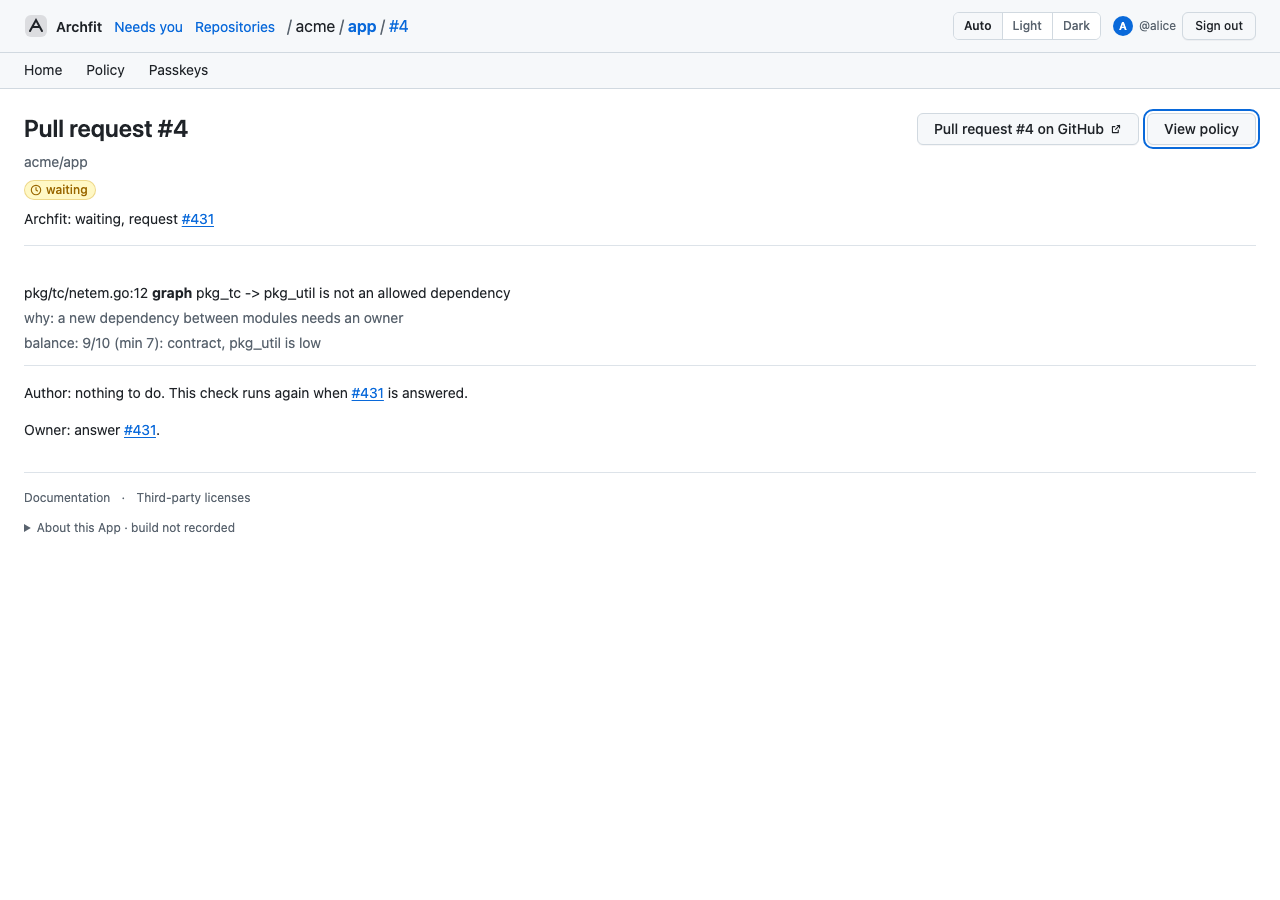 Archfit Needs you Repositories / acme / app / #4 Auto Light Dark A @alice Sign out
Home Policy Passkeys
Pull request #4 Pull request #4 on GitHub View policy
acme/app
waiting
Archfit: waiting, request #431
pkg/tc/netem.go:12 graph pkg_tc -> pkg_util is not an allowed dependency
why: a new dependency between modules needs an owner
balance: 9/10 (min 7): contract, pkg_util is low
Author: nothing to do. This check runs again when #431 is answered.
Owner: answer #431.
Documentation · Third-party licenses
About this App · build not recorded